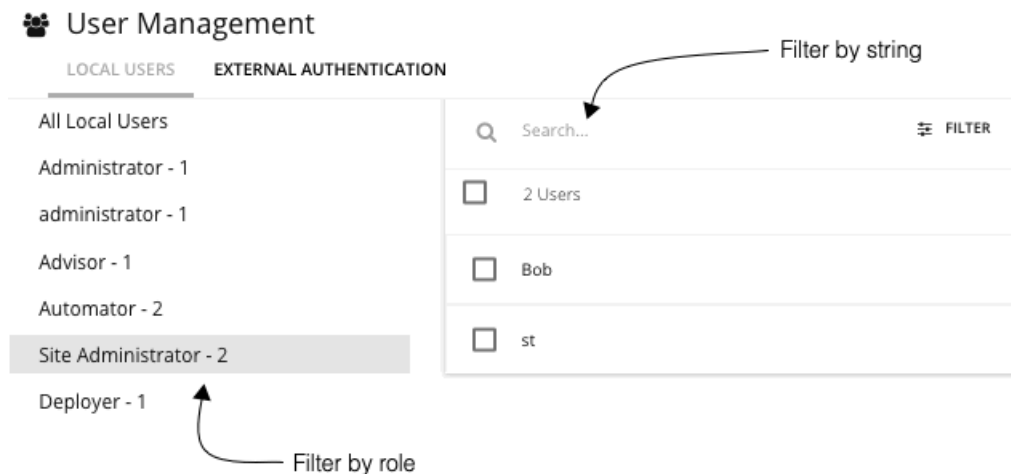 User Management
Filter by string
LOCAL USERS
EXTERNAL AUTHENTICATION
All Local Users
Administrator - 1
administrator - 1
Advisor - 1
Automator - 2
Site Administrator - 2
Deployer - 1
Search...
FILTER
2 Users
Bob
st
Filter by role